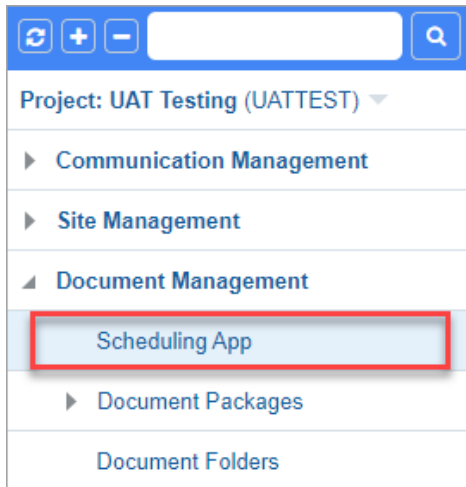 Project: UAT Testing (UATTEST)
Communication Management
Site Management
Document Management
Scheduling App
Document Packages
Document Folders